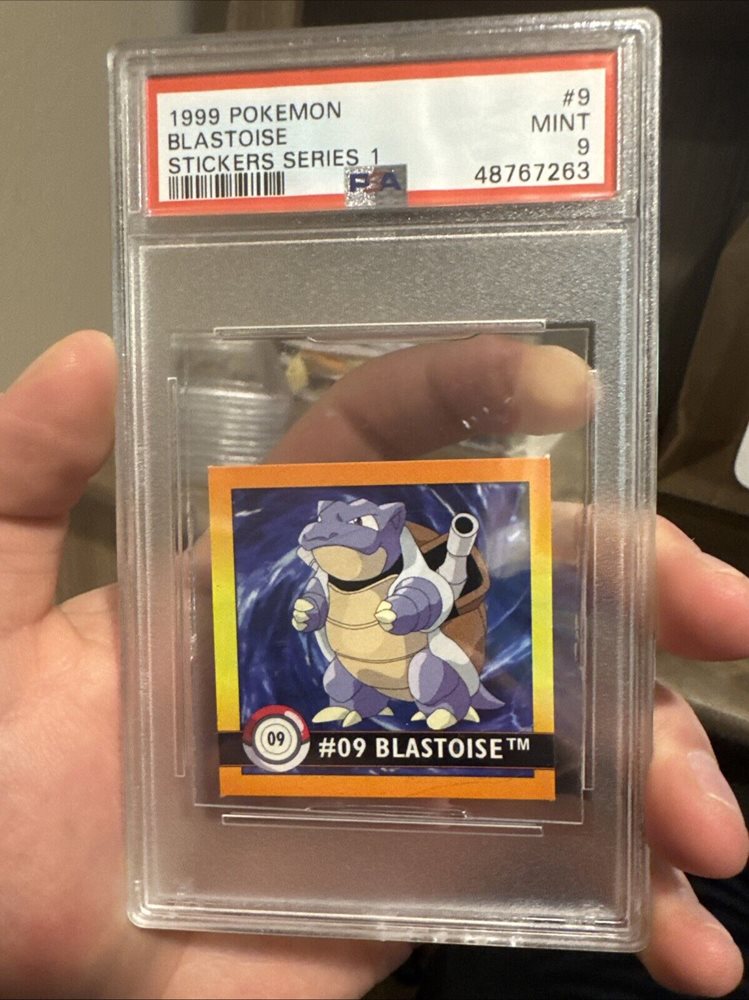 1999 POKEMON #9
BLASTOISE MINT
STICKERS SERIES 1 9
PSA 48767263
09
#09 BLASTOISE™